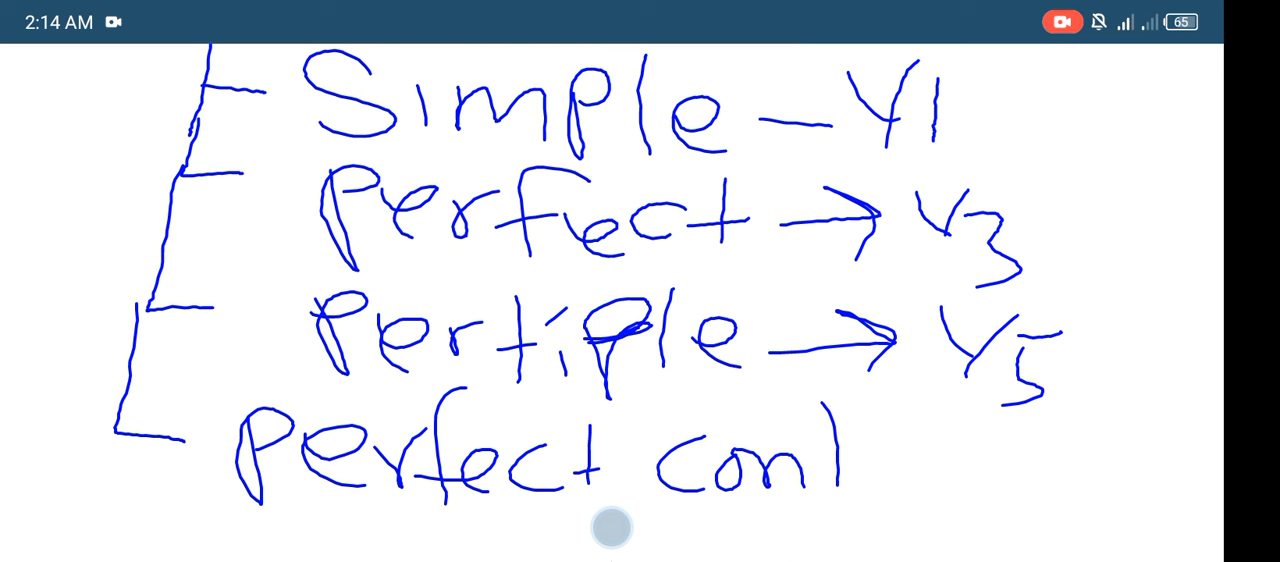 2:14 AM 65
Simple – V1
Perfect → V3
Pertiple → V5
Perfect con